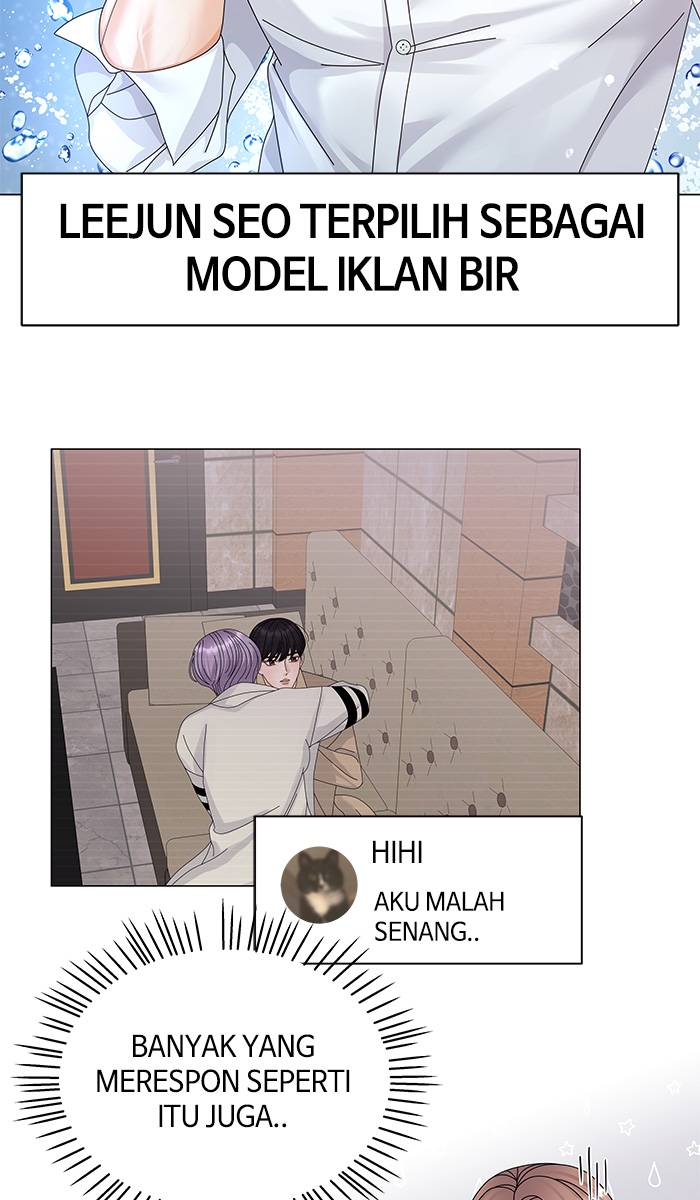 LEEJUN SEO TERPILIH SEBAGAI
MODEL IKLAN BIR
HIHI
AKU MALAH
SENANG..
BANYAK YANG
MERESPON SEPERTI
ITU JUGA..